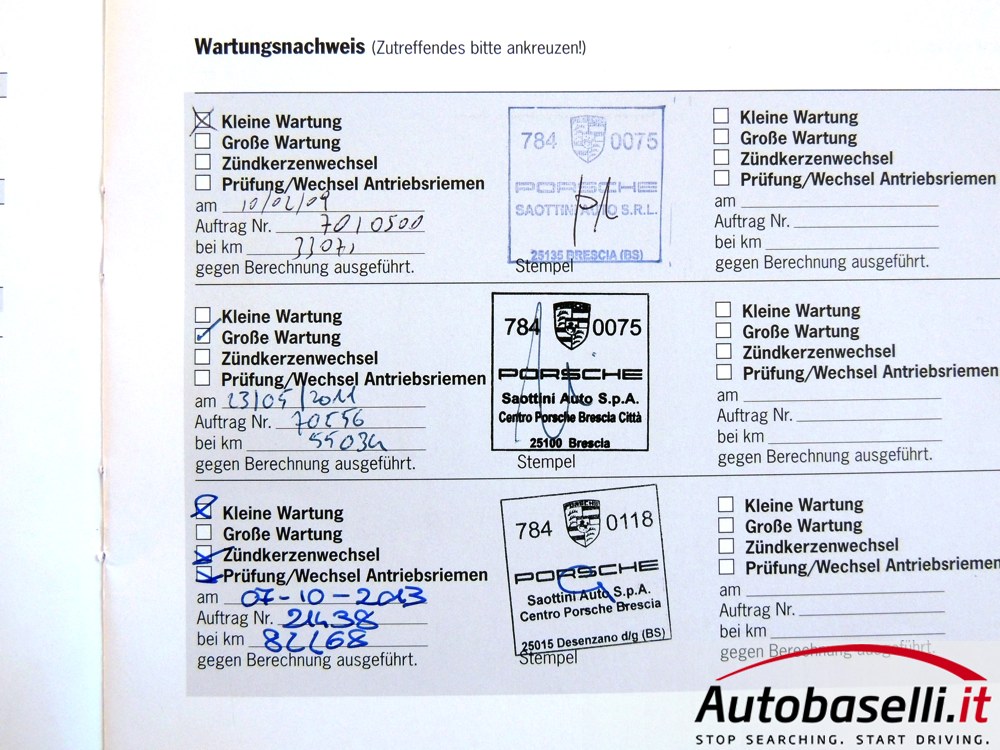 Wartungsnachweis (Zutreffendes bitte ankreuzen!)
Kleine Wartung
Große Wartung
Zündkerzenwechsel
Prüfung/Wechsel Antriebsriemen
am 10/02/09
Auftrag Nr. 7010500
bei km 33071
gegen Berechnung ausgeführt.
784 0075
PORSCHE
SAOTTINI AUTO S.R.L.
25135 BRESCIA (BS)
Stempel
Kleine Wartung
Große Wartung
Zündkerzenwechsel
Prüfung/Wechsel Antriebsriemen
am
Auftrag Nr.
bei km
gegen Berechnung ausgeführt.
Kleine Wartung
Große Wartung
Zündkerzenwechsel
Prüfung/Wechsel Antriebsriemen
am 23/05/2011
Auftrag Nr. 70556
bei km 55034
gegen Berechnung ausgeführt.
784 0075
PORSCHE
Saottini Auto S.p.A.
Centro Porsche Brescia Città
25100 Brescia
Stempel
Kleine Wartung
Große Wartung
Zündkerzenwechsel
Prüfung/Wechsel Antriebsriemen
am
Auftrag Nr.
bei km
gegen Berechnung ausgeführt.
Kleine Wartung
Große Wartung
Zündkerzenwechsel
Prüfung/Wechsel Antriebsriemen
am 07-10-2013
Auftrag Nr. 21438
bei km
gegen Berechnung ausgeführt.
PORSCHE
784 0118
PORSCHE
Saottini Auto S.p.A.
Centro Porsche Brescia
25015 Desenzano d/g (BS)
Stempel
Kleine Wartung
Große Wartung
Zündkerzenwechsel
Prüfung/Wechsel Antriebsriemen
am
Auftrag Nr.
bei km
gegen Berechnung ausgeführt.
Autobaselli.it
STOP SEARCHING. START DRIVING.